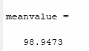 meanvalue =
98.9473